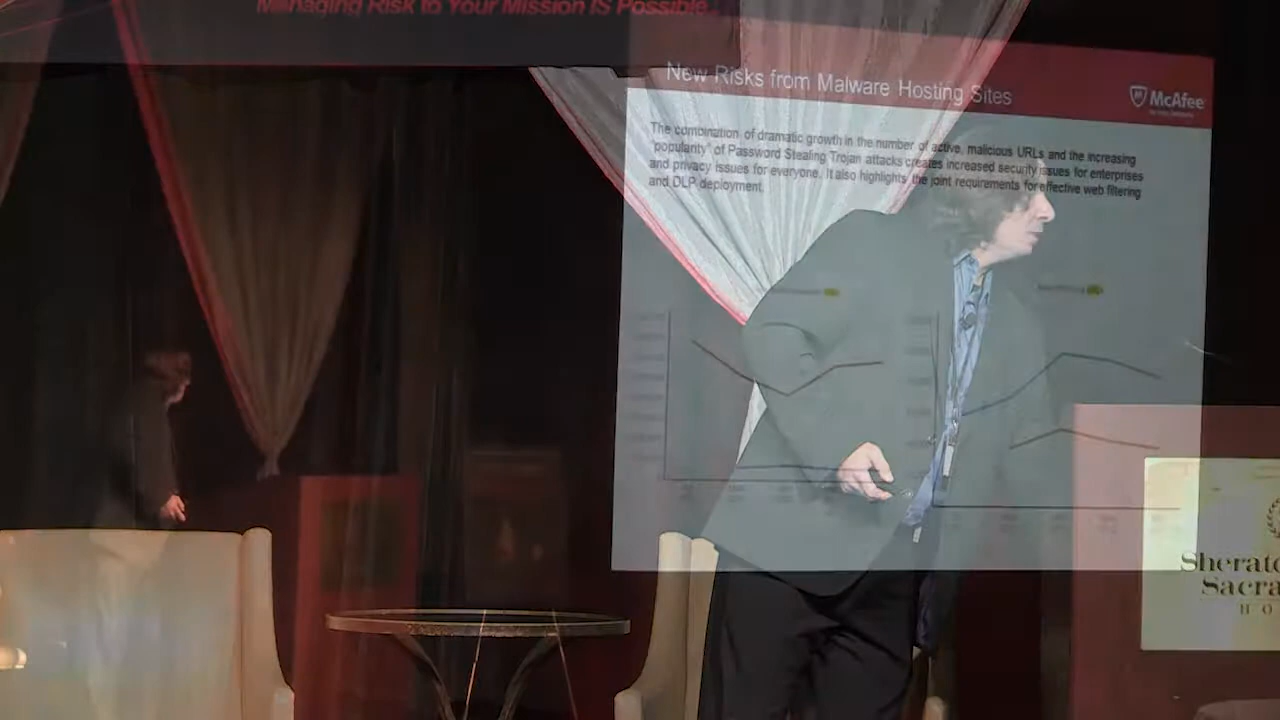 Managing Risk to Your Mission IS Possible
New Risks from Malware Hosting Sites
McAfee
The combination of dramatic growth in the number of active, malicious URLs and the increasing
"popularity" of Password Stealing Trojan attacks creates increased security issues for enterprises
and privacy issues for everyone. It also highlights the joint requirements for effective web filtering
and DLP deployment.
Sherato
Sacra
HO